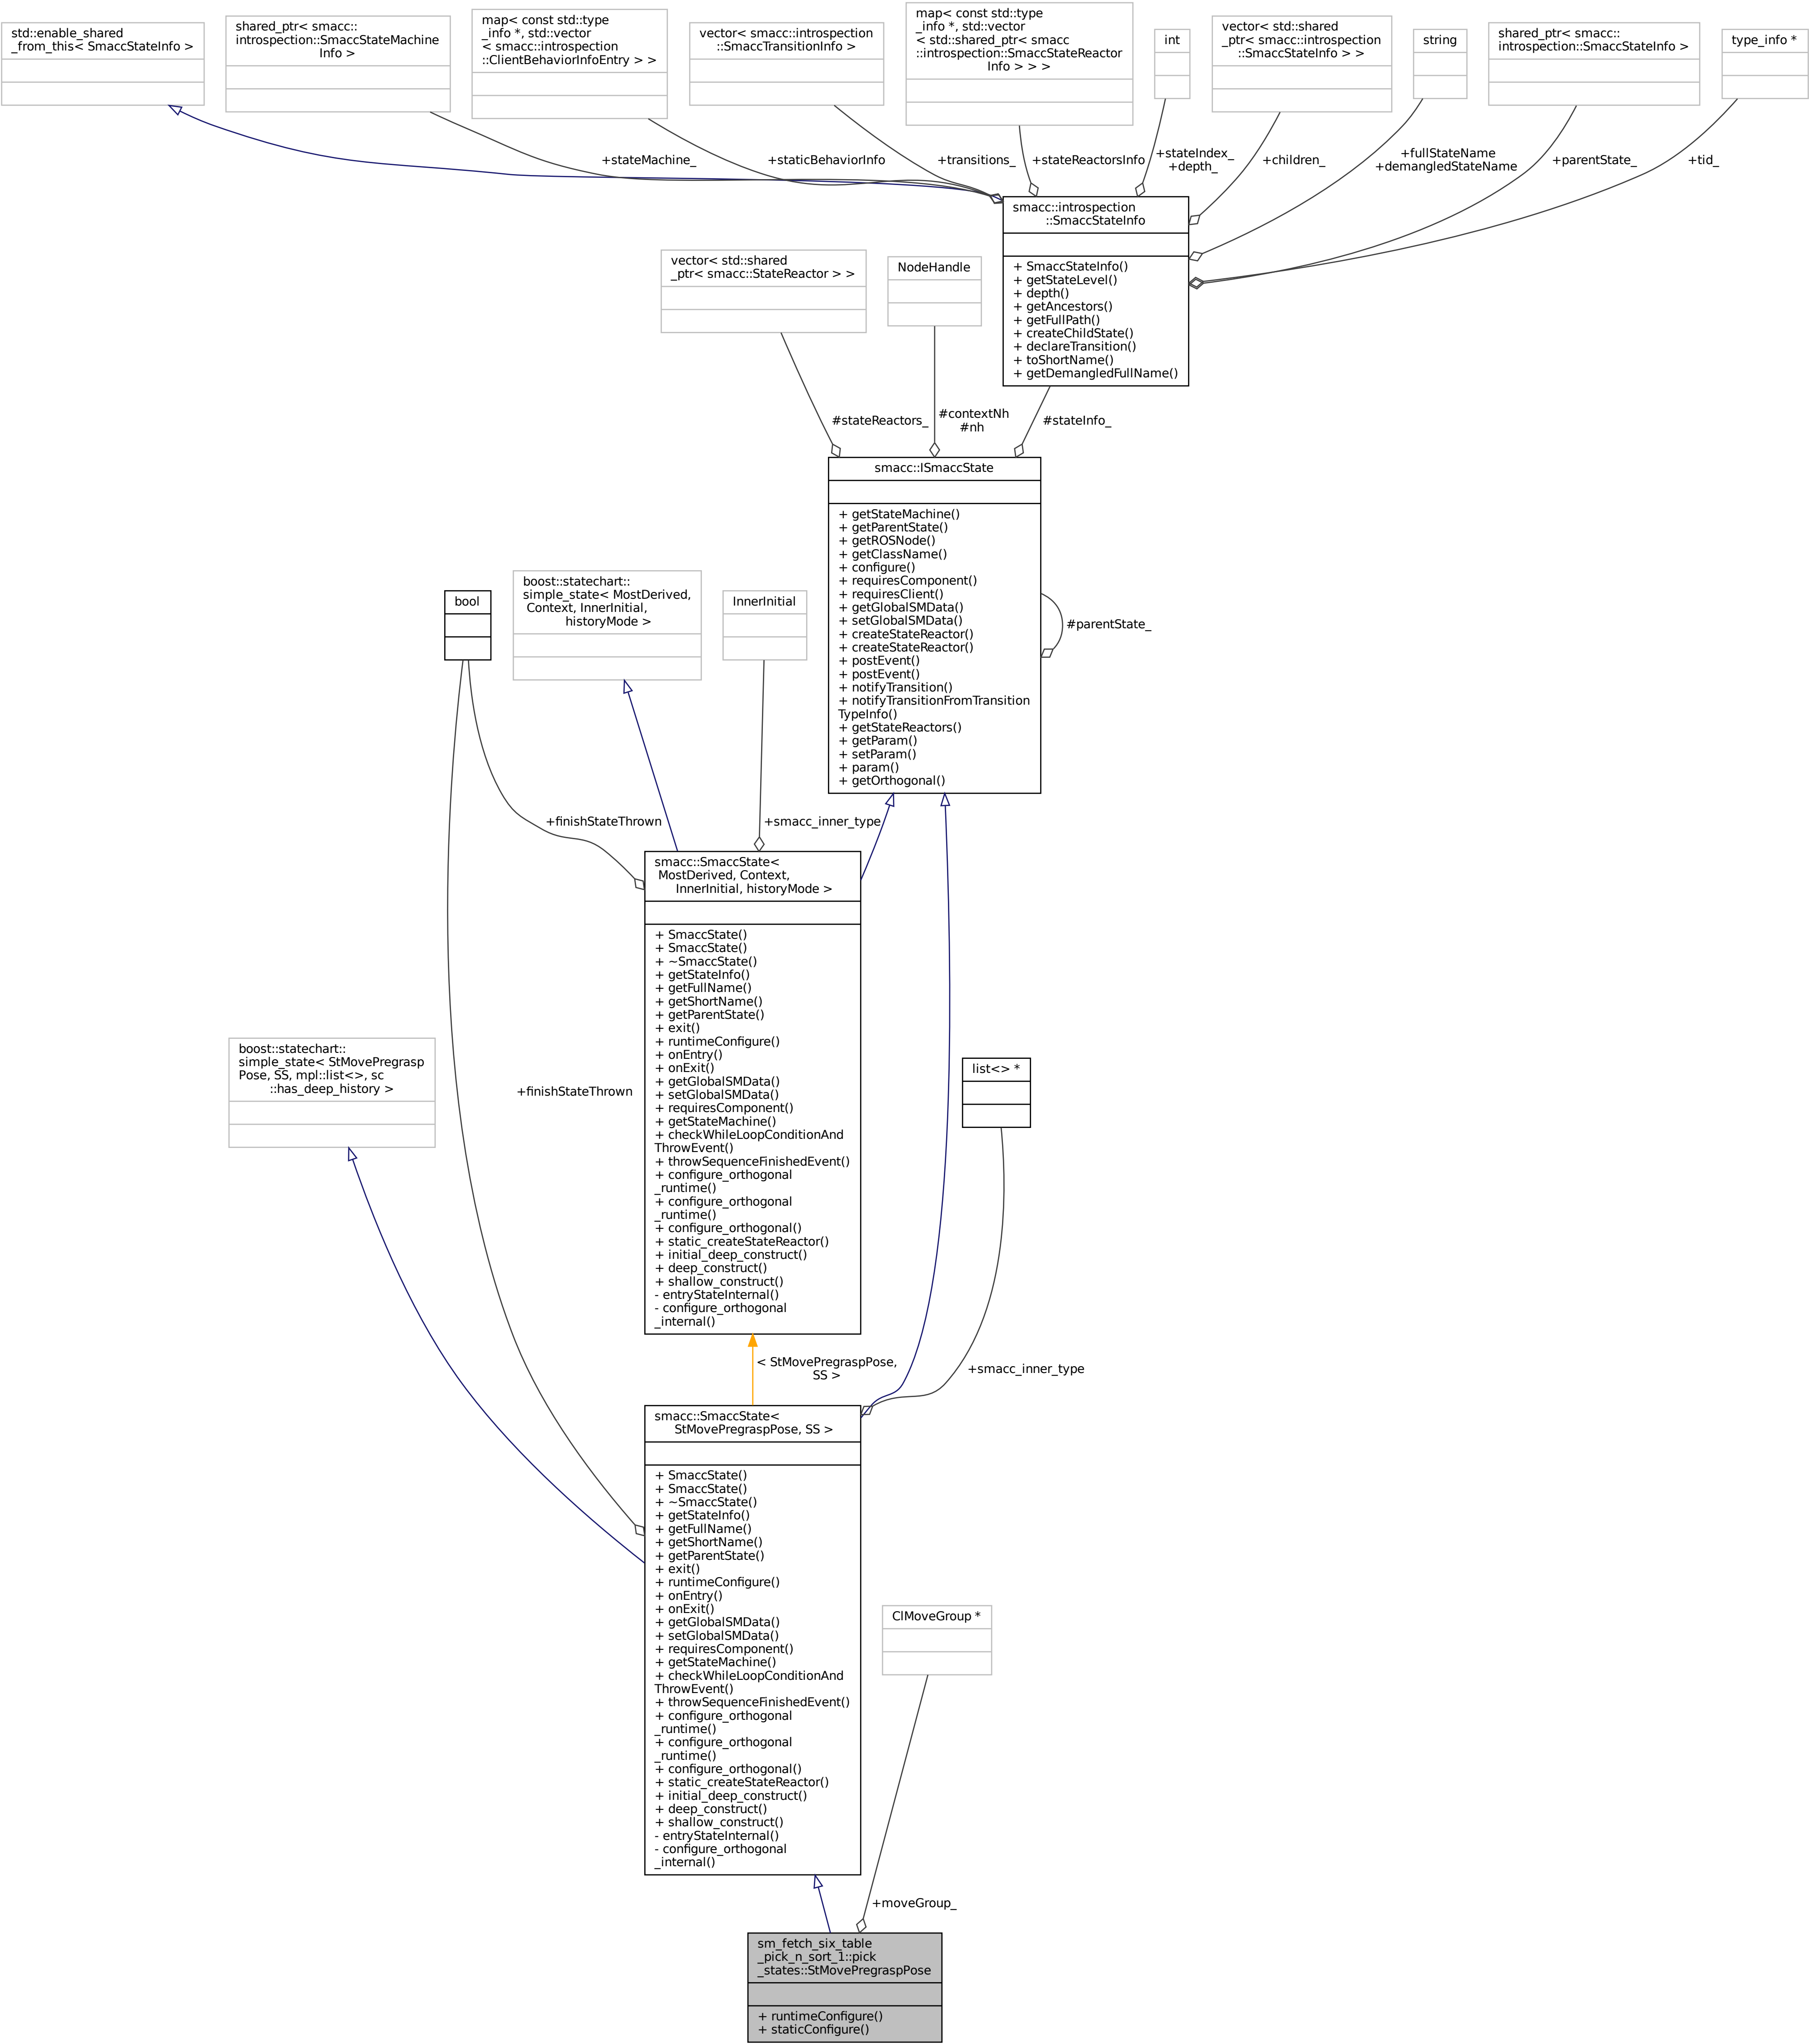 std::enable_shared
_from_this< SmaccStateInfo >
shared_ptr< smacc::
introspection::SmaccStateMachine
Info >
map< const std::type
_info *, std::vector
< smacc::introspection
::ClientBehaviorInfoEntry > >
vector< smacc::introspection
::SmaccTransitionInfo >
map< const std::type
_info *, std::vector
< std::shared_ptr< smacc
::introspection::SmaccStateReactor
Info > > >
int
vector< std::shared
_ptr< smacc::introspection
::SmaccStateInfo > >
string
shared_ptr< smacc::
introspection::SmaccStateInfo >
type_info *
+stateMachine_
+staticBehaviorInfo
+transitions_
+stateReactorsInfo
+stateIndex_
+depth_
+children_
+fullStateName
+demangledStateName
+parentState_
+tid_
smacc::introspection
::SmaccStateInfo
+ SmaccStateInfo()
+ getStateLevel()
+ depth()
+ getAncestors()
+ getFullPath()
+ createChildState()
+ declareTransition()
+ toShortName()
+ getDemangledFullName()
vector< std::shared
_ptr< smacc::StateReactor > >
NodeHandle
#stateReactors_
#contextNh
#nh
#stateInfo_
smacc::ISmaccState
+ getStateMachine()
+ getParentState()
+ getROSNode()
+ getClassName()
+ configure()
+ requiresComponent()
+ requiresClient()
+ getGlobalSMData()
+ setGlobalSMData()
+ createStateReactor()
+ createStateReactor()
+ postEvent()
+ postEvent()
+ notifyTransition()
+ notifyTransitionFromTransition
TypeInfo()
+ getStateReactors()
+ getParam()
+ setParam()
+ param()
+ getOrthogonal()
#parentState_
bool
boost::statechart::
simple_state< MostDerived,
Context, InnerInitial,
historyMode >
InnerInitial
+finishStateThrown
+smacc_inner_type
smacc::SmaccState<
MostDerived, Context,
InnerInitial, historyMode >
+ SmaccState()
+ SmaccState()
+ ~SmaccState()
+ getStateInfo()
+ getFullName()
+ getShortName()
+ getParentState()
+ exit()
+ runtimeConfigure()
+ onEntry()
+ onExit()
+ getGlobalSMData()
+ setGlobalSMData()
+ requiresComponent()
+ getStateMachine()
+ checkWhileLoopConditionAnd
ThrowEvent()
+ throwSequenceFinishedEvent()
+ configure_orthogonal
_runtime()
+ configure_orthogonal
_runtime()
+ configure_orthogonal()
+ static_createStateReactor()
+ initial_deep_construct()
+ deep_construct()
+ shallow_construct()
- entryStateInternal()
- configure_orthogonal
_internal()
boost::statechart::
simple_state< StMovePregrasp
Pose, SS, mpl::list<>, sc
::has_deep_history >
+finishStateThrown
list<> *
< StMovePregraspPose,
SS >
+smacc_inner_type
smacc::SmaccState<
StMovePregraspPose, SS >
+ SmaccState()
+ SmaccState()
+ ~SmaccState()
+ getStateInfo()
+ getFullName()
+ getShortName()
+ getParentState()
+ exit()
+ runtimeConfigure()
+ onEntry()
+ onExit()
+ getGlobalSMData()
+ setGlobalSMData()
+ requiresComponent()
+ getStateMachine()
+ checkWhileLoopConditionAnd
ThrowEvent()
+ throwSequenceFinishedEvent()
+ configure_orthogonal
_runtime()
+ configure_orthogonal
_runtime()
+ configure_orthogonal()
+ static_createStateReactor()
+ initial_deep_construct()
+ deep_construct()
+ shallow_construct()
- entryStateInternal()
- configure_orthogonal
_internal()
ClMoveGroup *
+moveGroup_
sm_fetch_six_table
_pick_n_sort_1::pick
_states::StMovePregraspPose
+ runtimeConfigure()
+ staticConfigure()